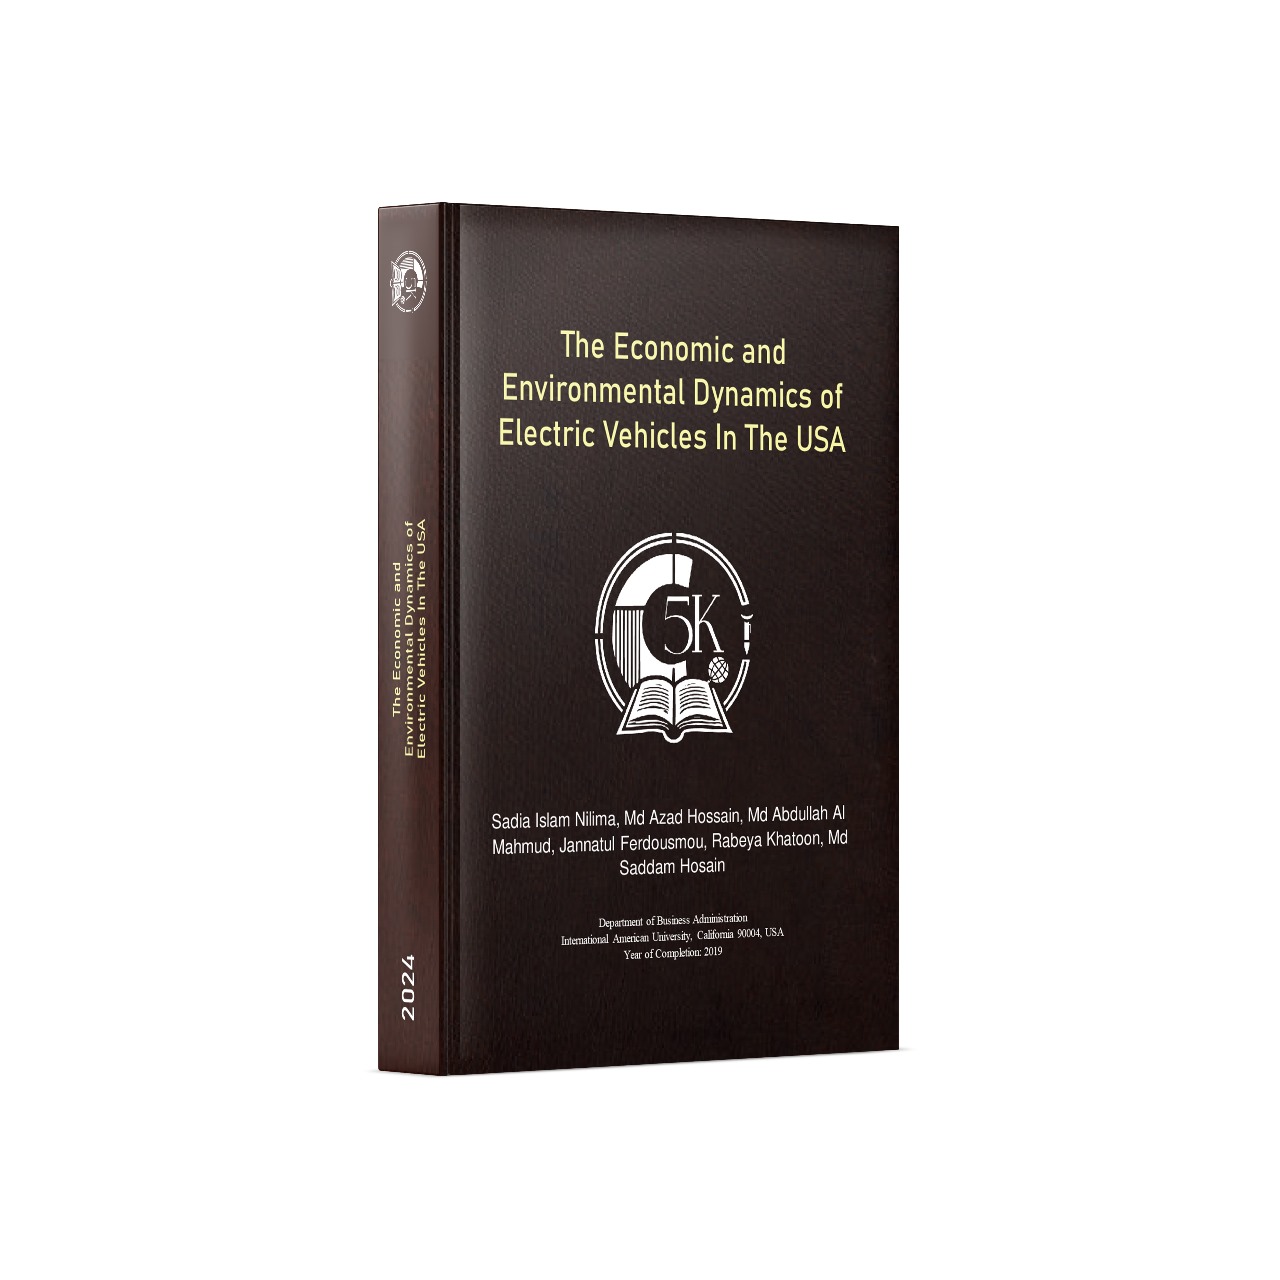 The Economic and
Environmental Dynamics of
Electric Vehicles In The USA
5K
Sadia Islam Nilima, Md Azad Hossain, Md Abdullah Al
Mahmud, Jannatul Ferdousmou, Rabeya Khatoon, Md
Saddam Hosain
Department of Business Administration
International American University, California 90004, USA
Year of Completion: 2019
5K
The Economic and
Environmental Dynamics of
Electric Vehicles In The USA
2024